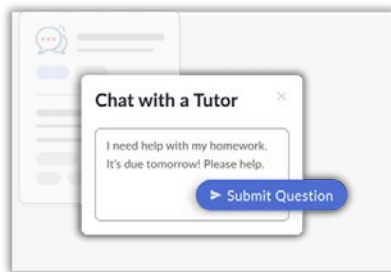 Chat with a Tutor
I need help with my homework.
It's due tomorrow! Please help.
Submit Question